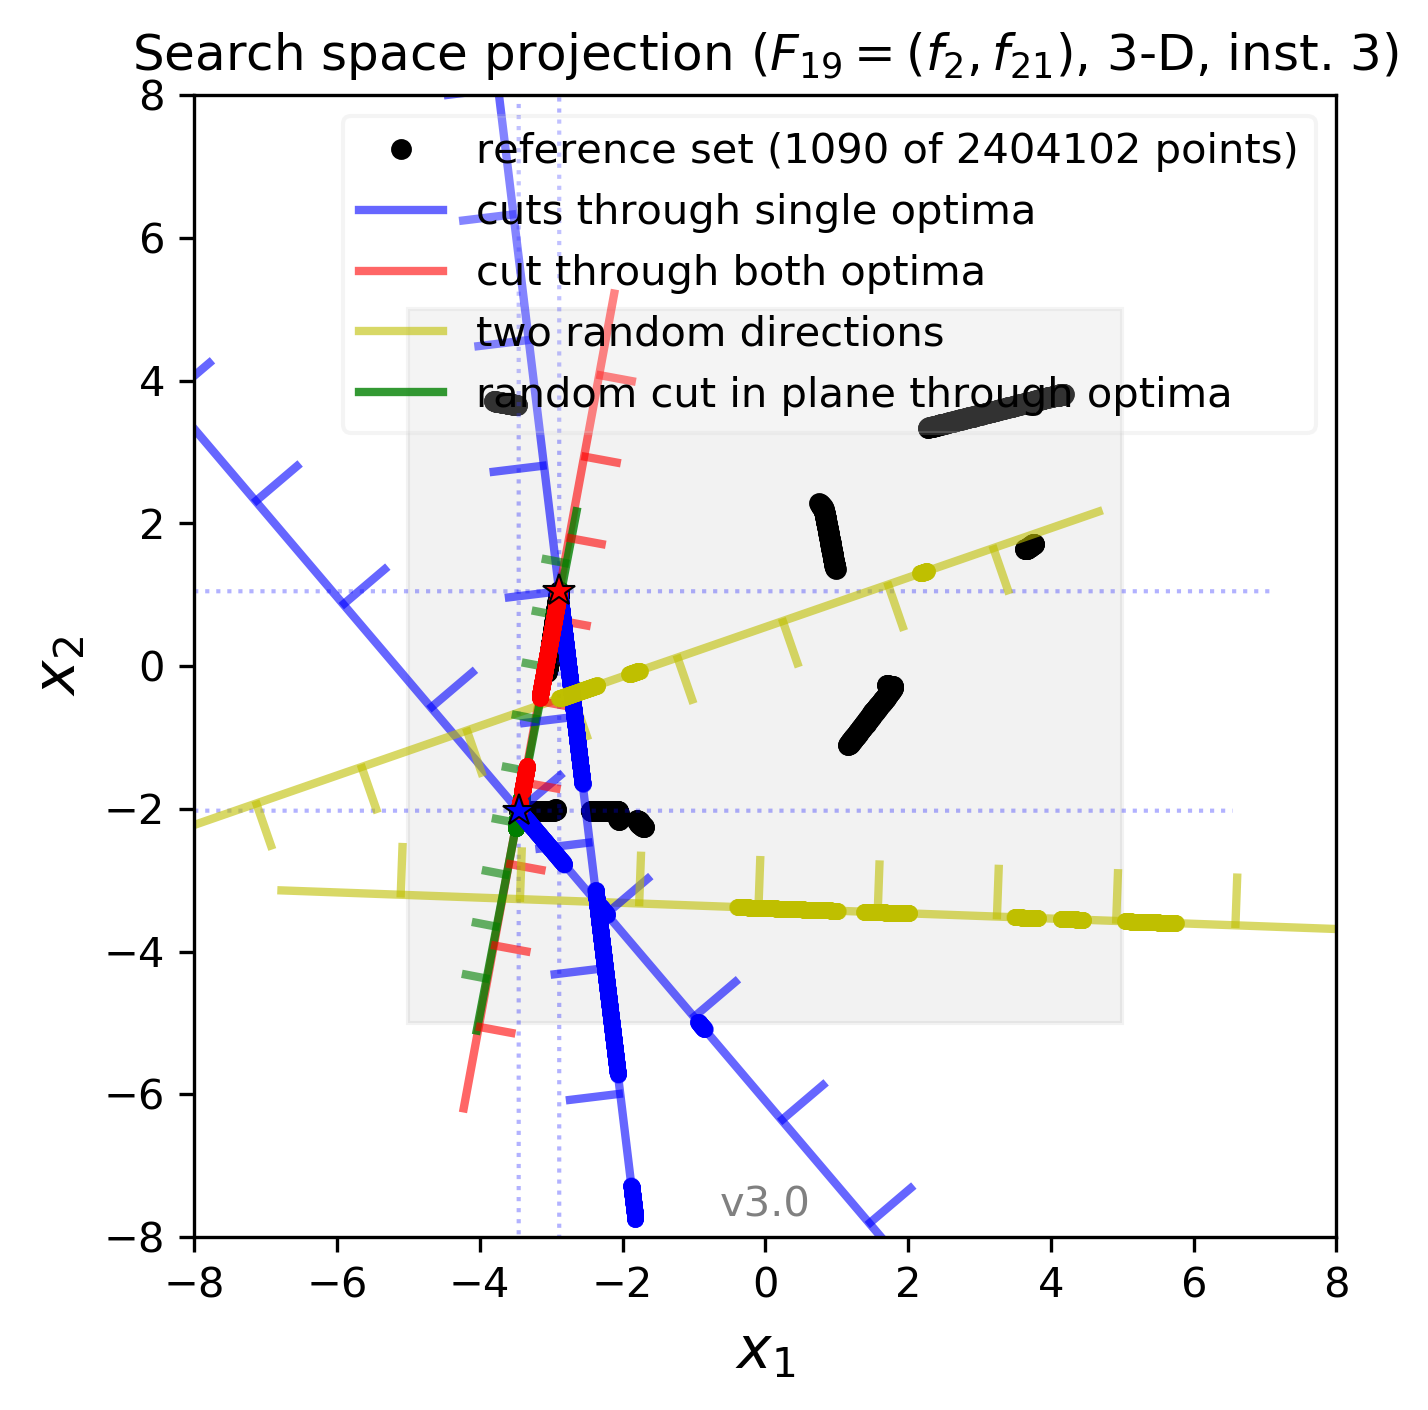 Search space projection (F₁₉ = (f₂, f₂₁), 3-D, inst. 3)
reference set (1090 of 2404102 points)
cuts through single optima
cut through both optima
two random directions
random cut in plane through optima
8
6
4
2
0
−2
−4
−6
−8
x₂
v3.0
−8 −6 −4 −2 0 2 4 6 8
x₁